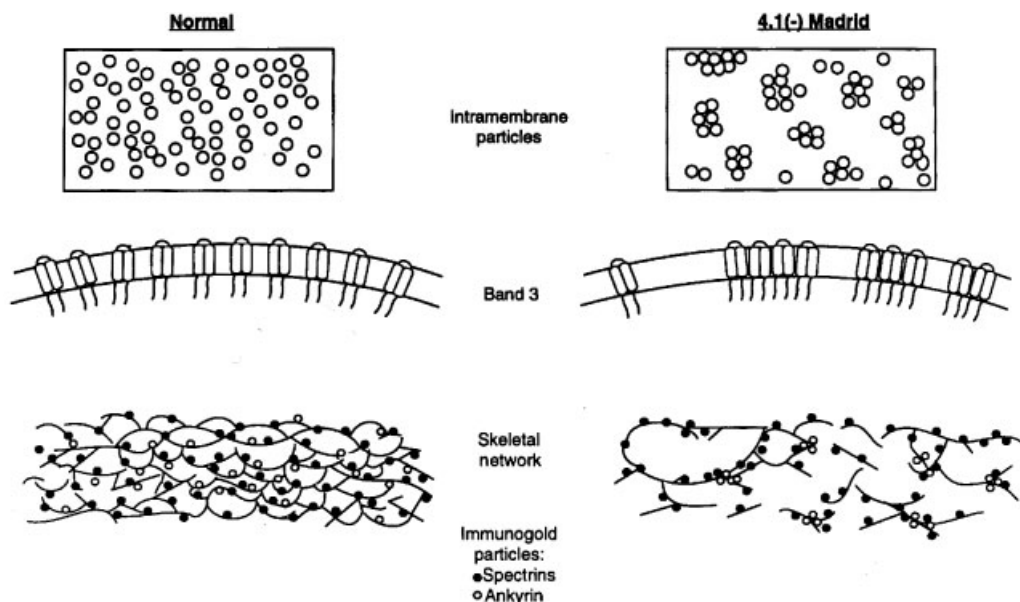 Normal
4.1(-) Madrid
Intramembrane
particles
Band 3
Skeletal
network
Immunogold
particles:
Spectrins
Ankyrin